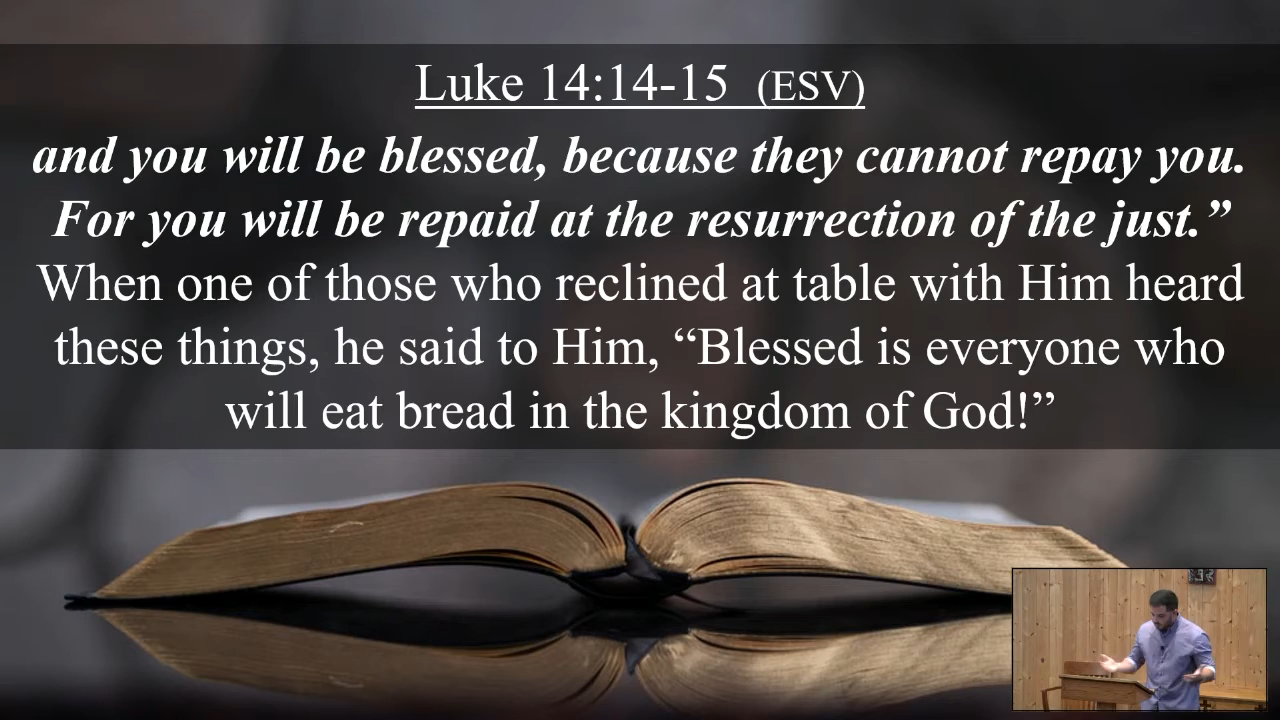 Luke 14:14-15 (ESV)
and you will be blessed, because they cannot repay you.
For you will be repaid at the resurrection of the just.”
When one of those who reclined at table with Him heard
these things, he said to Him, “Blessed is everyone who
will eat bread in the kingdom of God!”